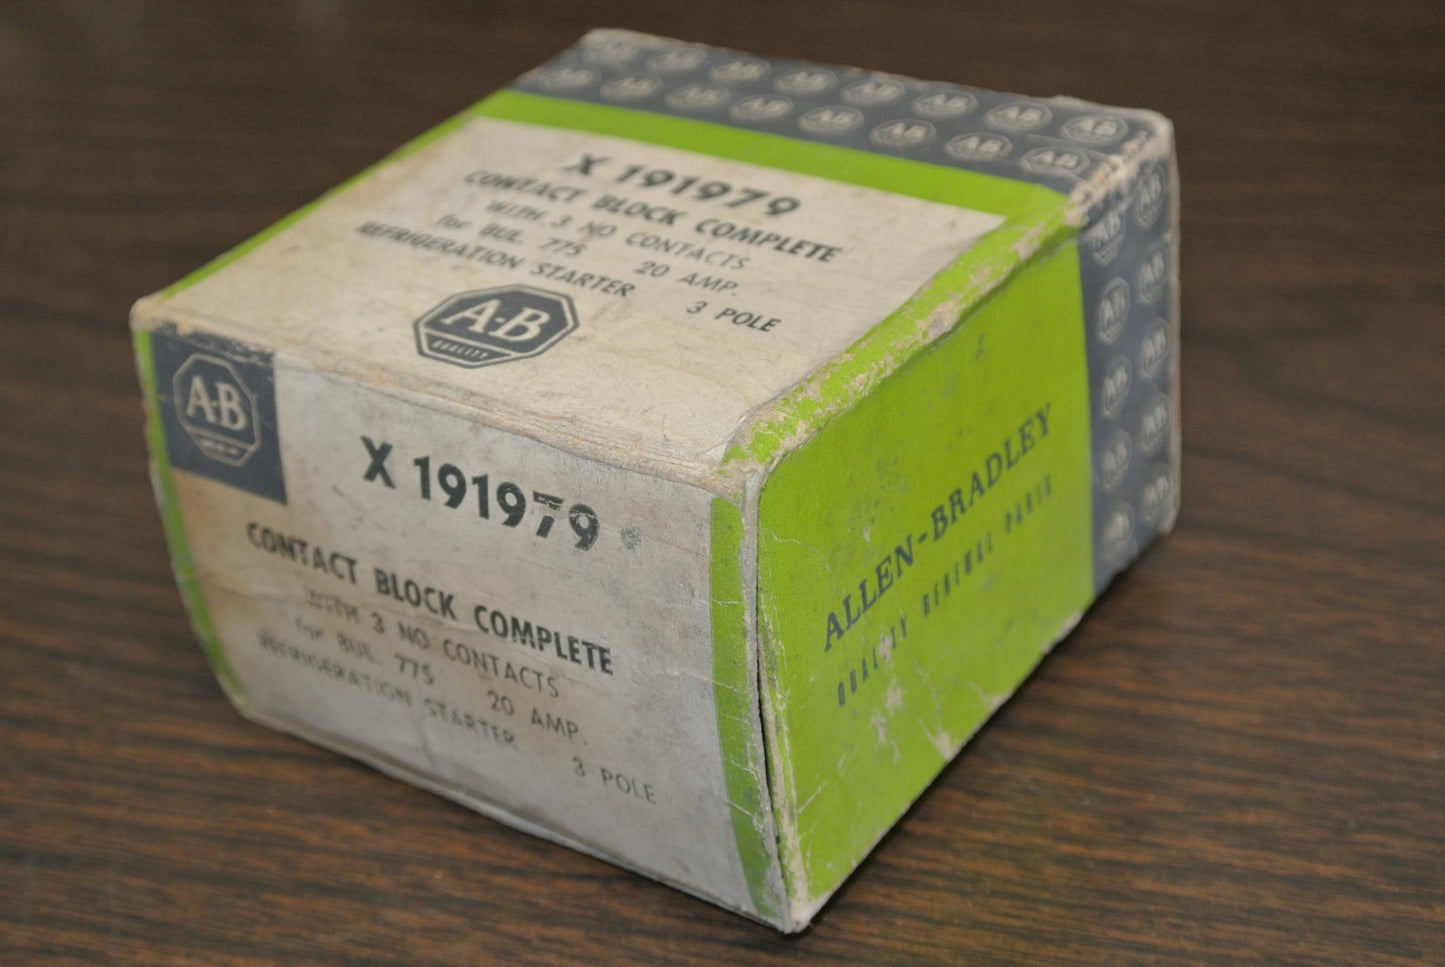 X 191979
CONTACT BLOCK COMPLETE
WITH 3 NO CONTACTS
for BUL. 775 20 AMP.
REFRIGERATION STARTER 3 POLE
A-B
QUALITY
A-B
X 191979
CONTACT BLOCK COMPLETE
WITH 3 NO CONTACTS
for BUL. 775 20 AMP.
REFRIGERATION STARTER 3 POLE
ALLEN-BRADLEY
QUALITY RENEWAL PARTS